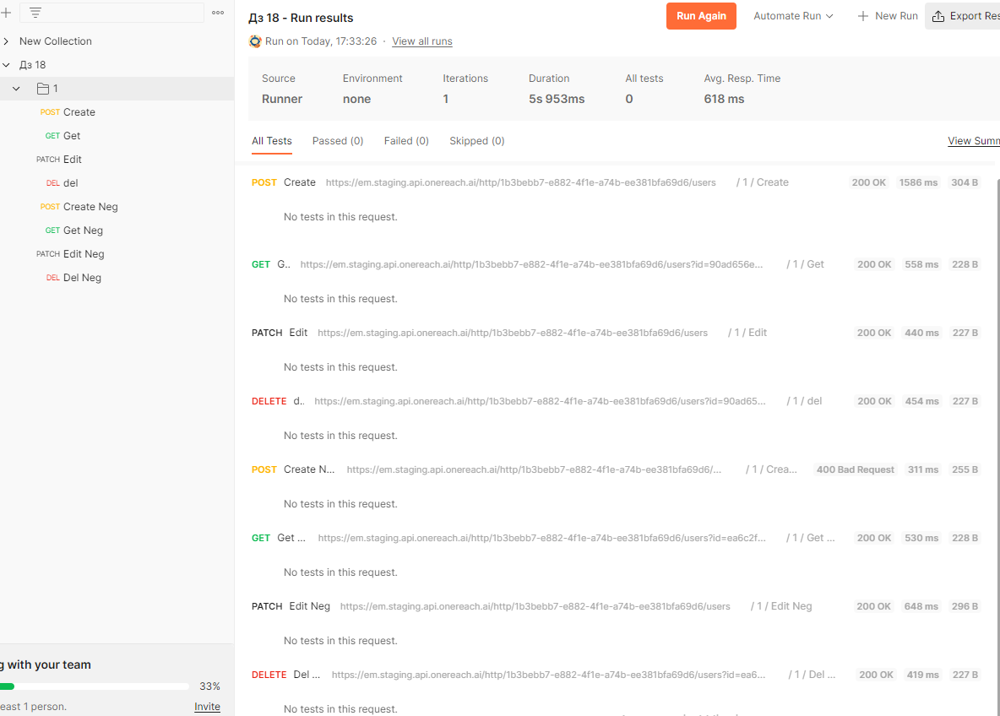 New Collection
Дз 18
1
POST Create
GET Get
PATCH Edit
DEL del
POST Create Neg
GET Get Neg
PATCH Edit Neg
DEL Del Neg
g with your team
33%
east 1 person.
Invite
Дз 18 - Run results
Run Again
Automate Run
New Run
Export Res
Run on Today, 17:33:26 · View all runs
Source
Environment
Iterations
Duration
All tests
Avg. Resp. Time
Runner
none
1
5s 953ms
0
618 ms
All Tests
Passed (0)
Failed (0)
Skipped (0)
View Summ
POST Create https://em.staging.api.onereach.ai/http/1b3bebb7-e882-4f1e-a74b-ee381bfa69d6/users / 1 / Create 200 OK 1586 ms 304 B
No tests in this request.
GET G.. https://em.staging.api.onereach.ai/http/1b3bebb7-e882-4f1e-a74b-ee381bfa69d6/users?id=90ad656e... / 1 / Get 200 OK 558 ms 228 B
No tests in this request.
PATCH Edit https://em.staging.api.onereach.ai/http/1b3bebb7-e882-4f1e-a74b-ee381bfa69d6/users / 1 / Edit 200 OK 440 ms 227 B
No tests in this request.
DELETE d.. https://em.staging.api.onereach.ai/http/1b3bebb7-e882-4f1e-a74b-ee381bfa69d6/users?id=90ad65... / 1 / del 200 OK 454 ms 227 B
No tests in this request.
POST Create N... https://em.staging.api.onereach.ai/http/1b3bebb7-e882-4f1e-a74b-ee381bfa69d6/... / 1 / Crea... 400 Bad Request 311 ms 255 B
No tests in this request.
GET Get ... https://em.staging.api.onereach.ai/http/1b3bebb7-e882-4f1e-a74b-ee381bfa69d6/users?id=ea6c2f... / 1 / Get ... 200 OK 530 ms 228 B
No tests in this request.
PATCH Edit Neg https://em.staging.api.onereach.ai/http/1b3bebb7-e882-4f1e-a74b-ee381bfa69d6/users / 1 / Edit Neg 200 OK 648 ms 296 B
No tests in this request.
DELETE Del ... https://em.staging.api.onereach.ai/http/1b3bebb7-e882-4f1e-a74b-ee381bfa69d6/users?id=ea6... / 1 / Del ... 200 OK 419 ms 227 B
No tests in this request.